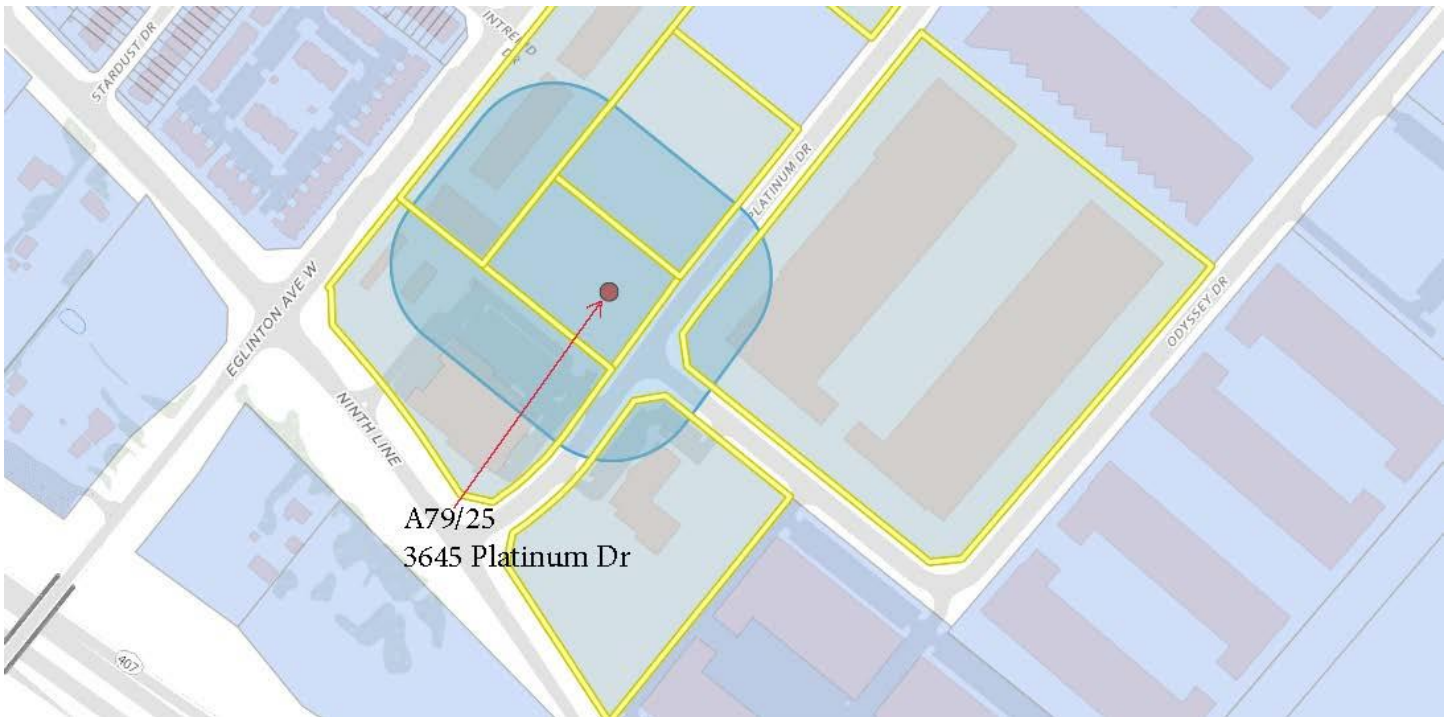 INTREPID
DR
STARDUST DR
PLATINUM DR
EGLINTON AVE W
ODYSSEY DR
NINTH LINE
A79/25
3645 Platinum Dr
407